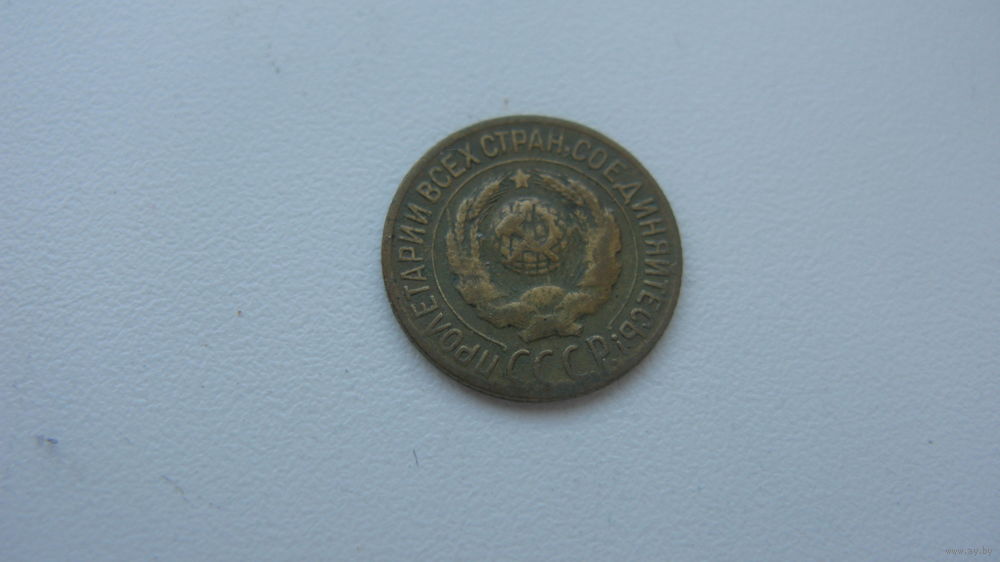 ПРОЛЕТАРИИ ВСЕХ СТРАН, СОЕДИНЯЙТЕСЬ!
СССР
www.ay.by